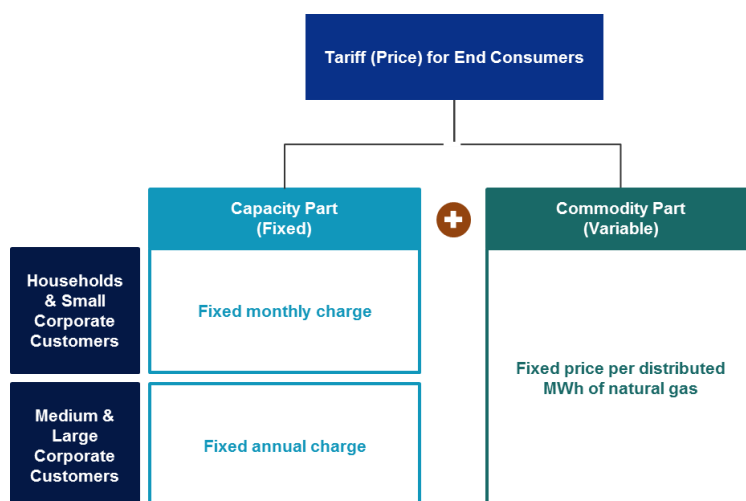 Tariff (Price) for End Consumers
Capacity Part
(Fixed)
Commodity Part
(Variable)
Households
& Small
Corporate
Customers
Fixed monthly charge
Fixed price per distributed
MWh of natural gas
Medium &
Large
Corporate
Customers
Fixed annual charge